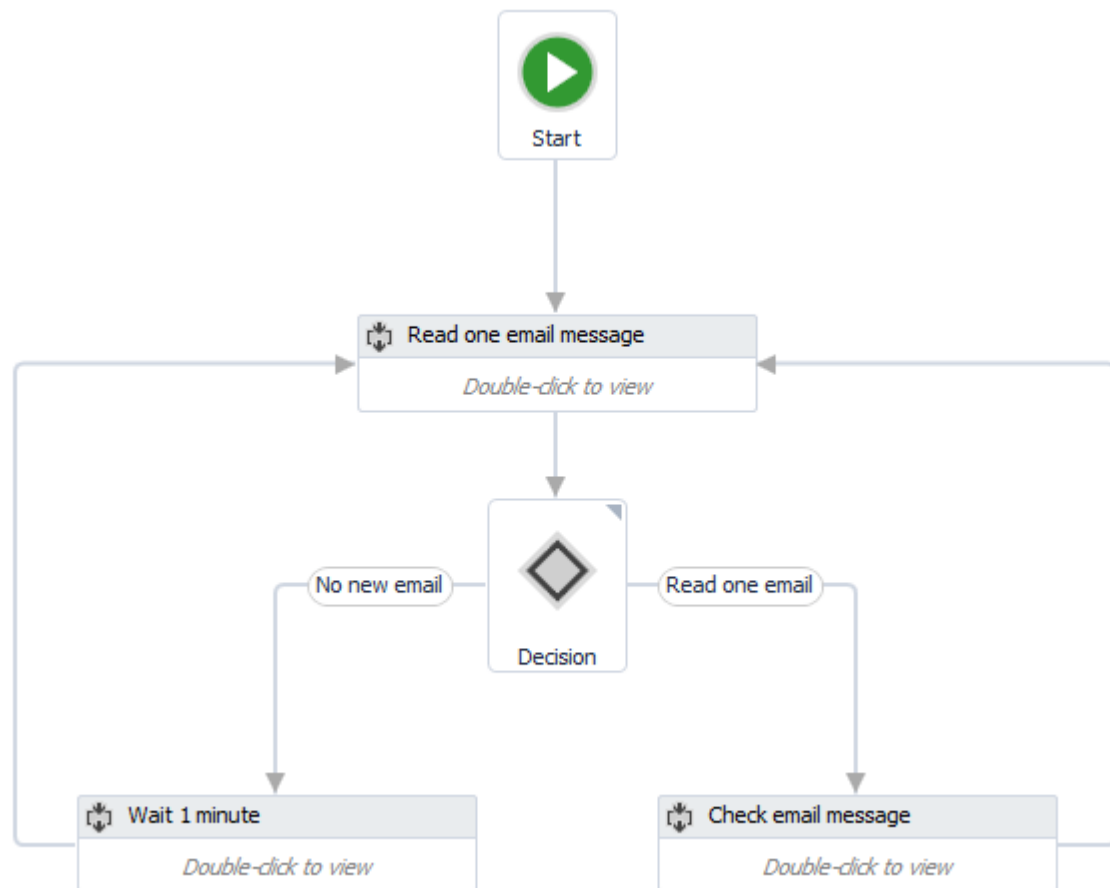 Start
Read one email message
Double-click to view
No new email
Read one email
Decision
Wait 1 minute
Double-click to view
Check email message
Double-click to view